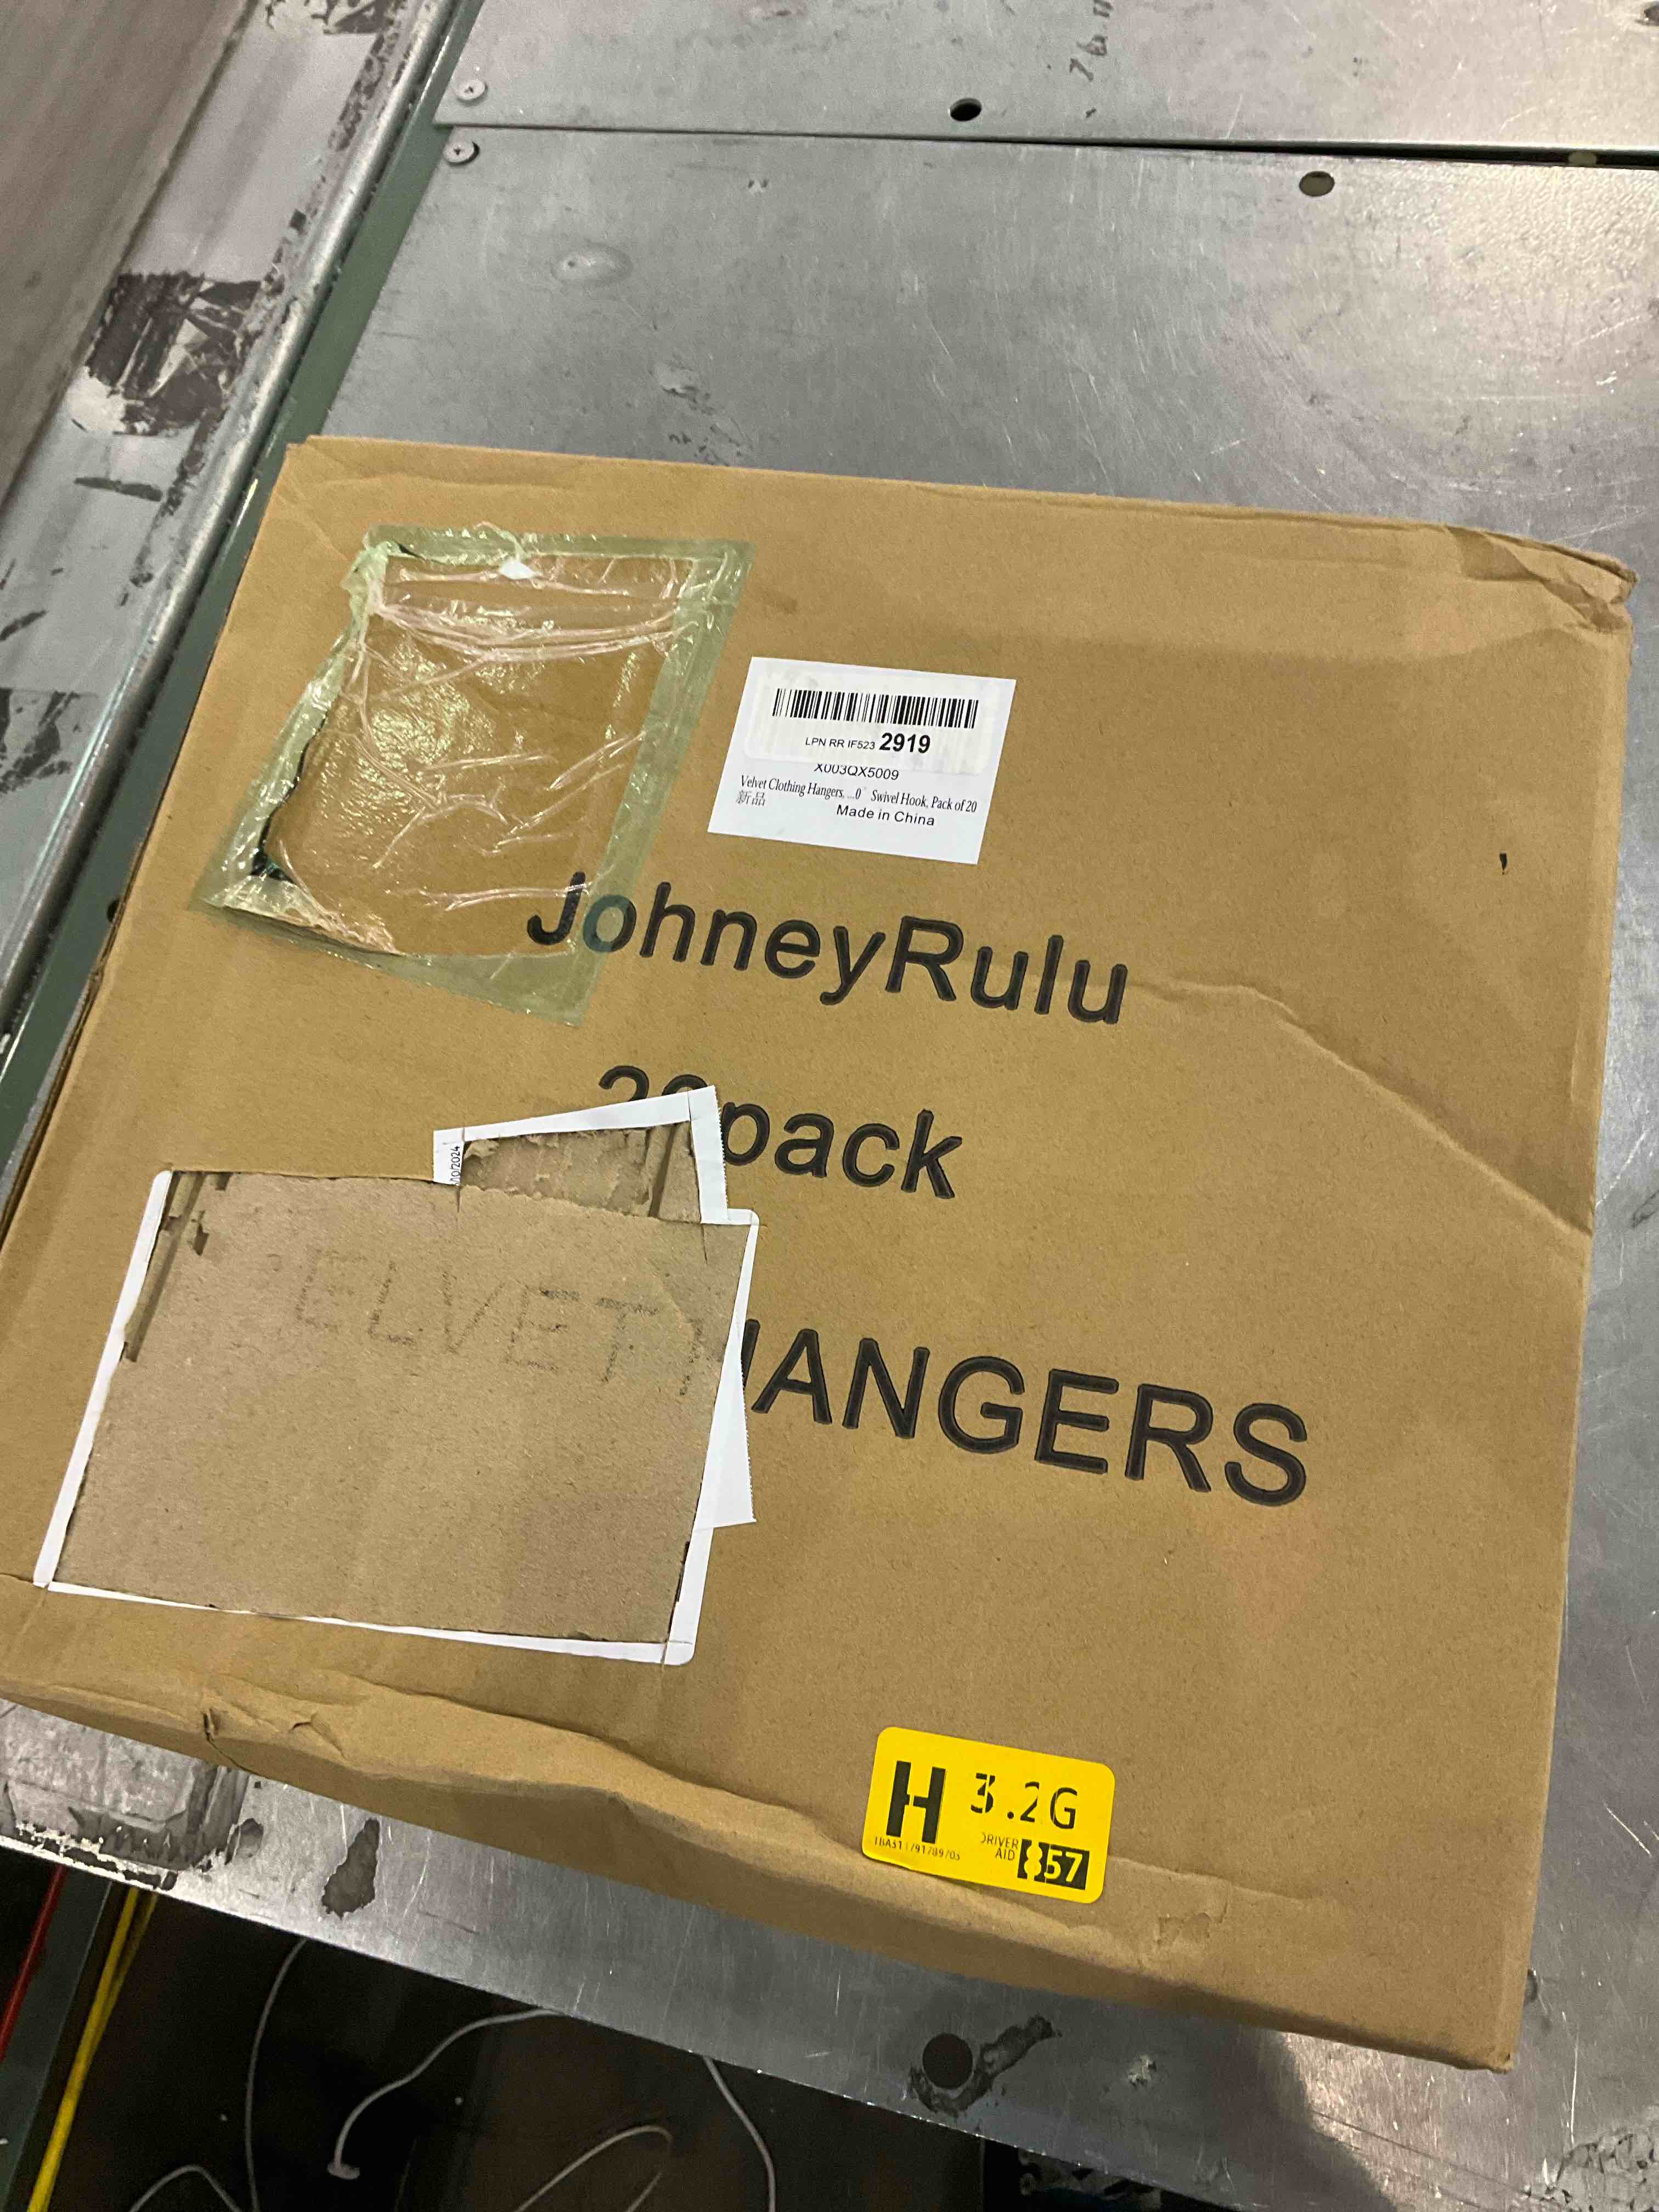 LPN RR IF523 2919
X003QX5009
Velvet Clothing Hangers, ...0° Swivel Hook, Pack of 20
新品
Made in China
JohneyRulu
pack
ELVET HANGERS
H 3.2G
DRIVER
AID 857